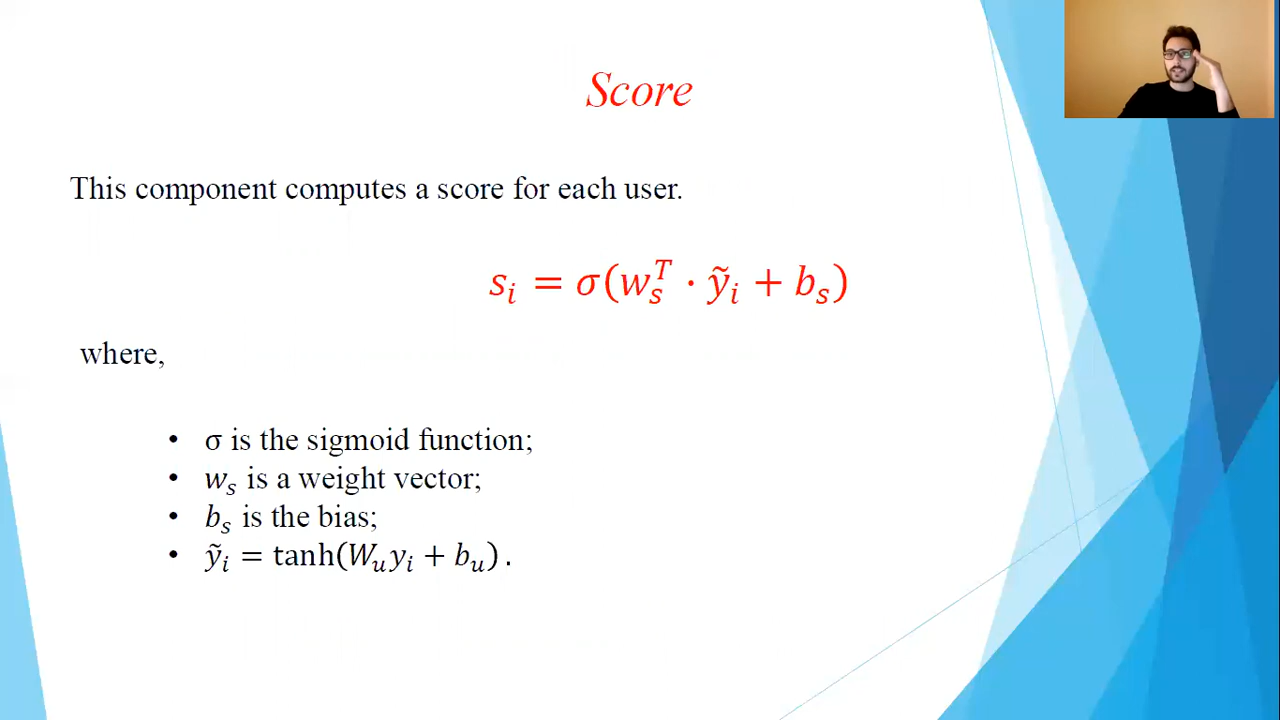 Score
This component computes a score for each user.
sᵢ = σ(wₛᵀ · ỹᵢ + bₛ)
where,
• σ is the sigmoid function;
• wₛ is a weight vector;
• bₛ is the bias;
• ỹᵢ = tanh(Wᵤyᵢ + bᵤ) .